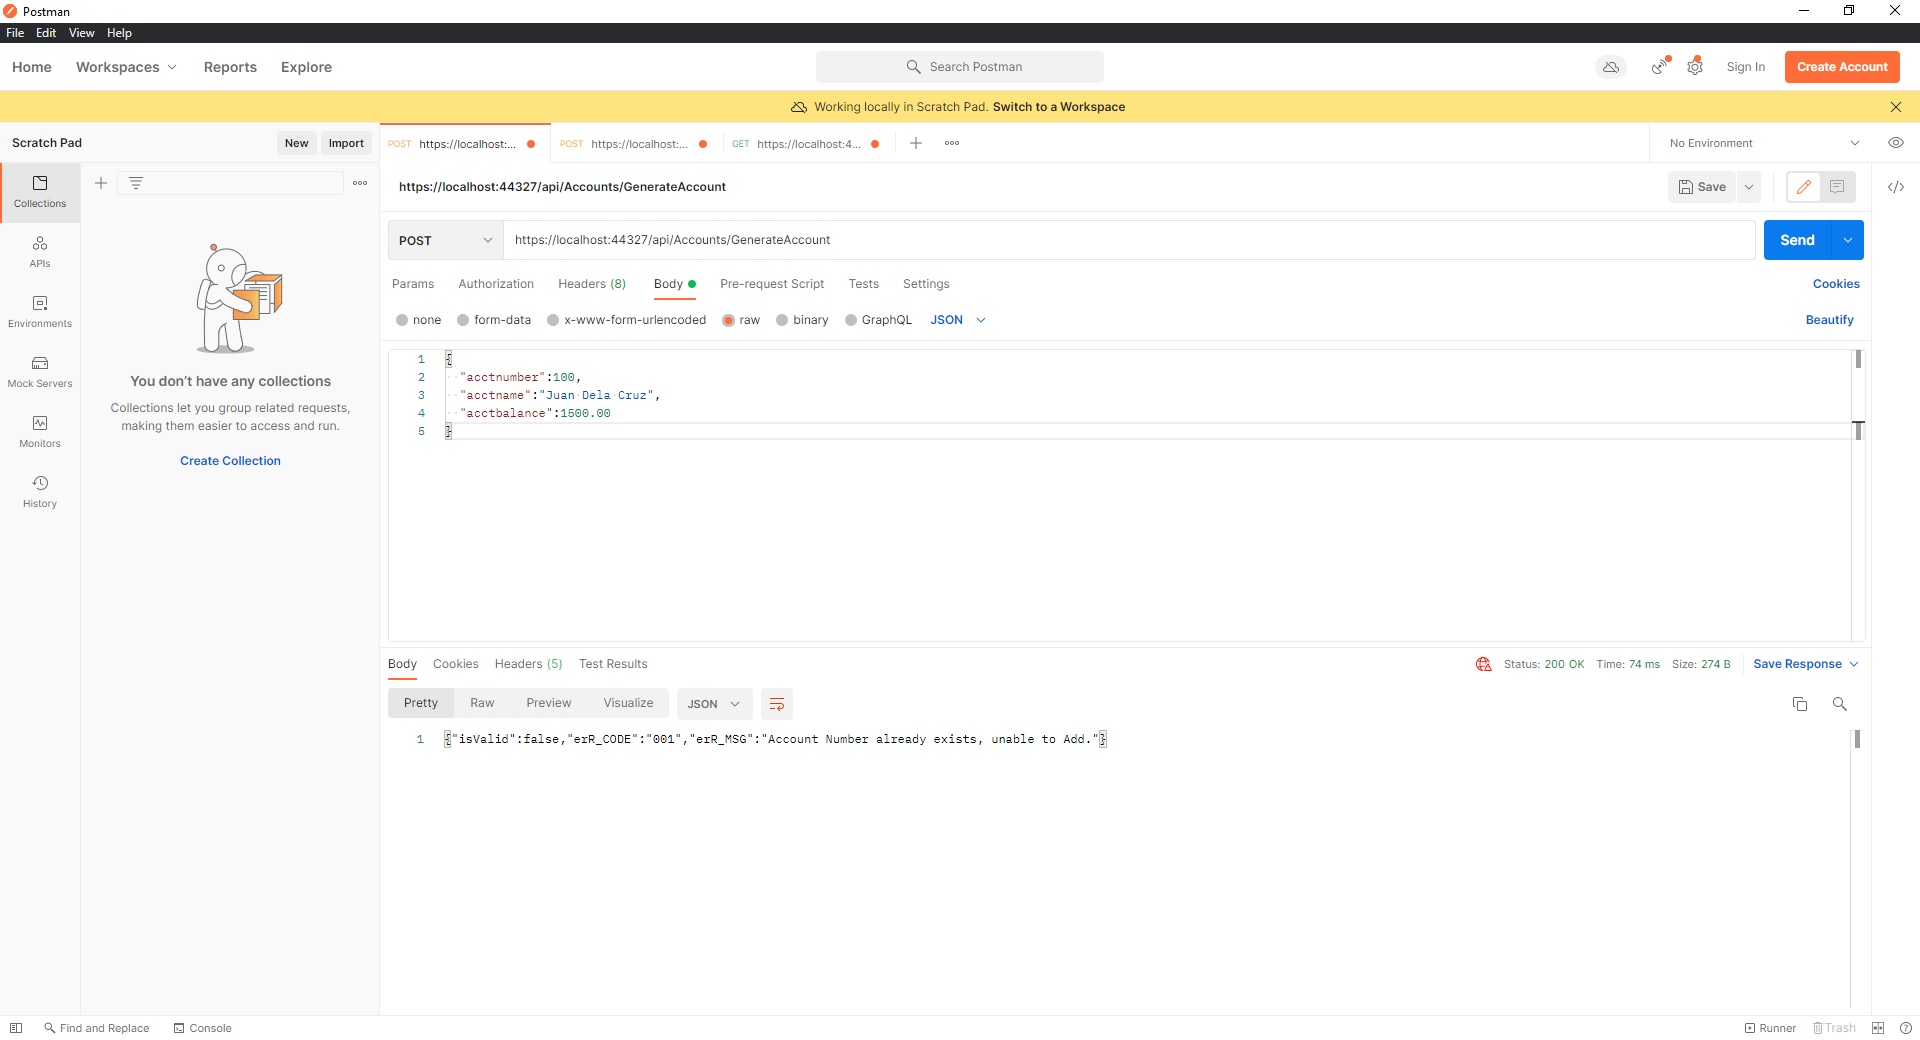 Postman
File Edit View Help
Home Workspaces Reports Explore
Search Postman
Sign In
Create Account
Working locally in Scratch Pad. Switch to a Workspace
Scratch Pad
New
Import
POST https://localhost:...
POST https://localhost:...
GET https://localhost:4...
No Environment
Collections
APIs
Environments
Mock Servers
Monitors
History
You don't have any collections
Collections let you group related requests,
making them easier to access and run.
Create Collection
https://localhost:44327/api/Accounts/GenerateAccount
Save
POST
https://localhost:44327/api/Accounts/GenerateAccount
Send
Params Authorization Headers (8) Body Pre-request Script Tests Settings
Cookies
none form-data x-www-form-urlencoded raw binary GraphQL JSON
Beautify
1 {
2 "acctnumber":100,
3 "acctname":"Juan Dela Cruz",
4 "acctbalance":1500.00
5 }
Body Cookies Headers (5) Test Results
Status: 200 OK Time: 74 ms Size: 274 B
Save Response
Pretty Raw Preview Visualize JSON
1 {"isValid":false,"erR_CODE":"001","erR_MSG":"Account Number already exists, unable to Add."}
Find and Replace Console
Runner Trash